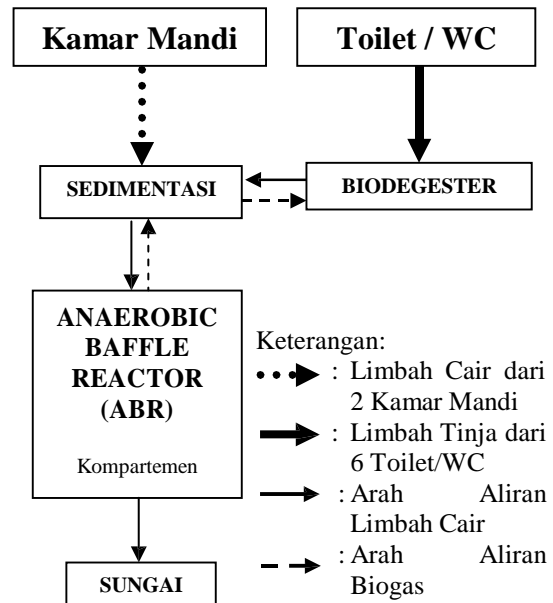 Kamar Mandi
Toilet / WC
SEDIMENTASI
BIODEGESTER
ANAEROBIC
BAFFLE
REACTOR
(ABR)
Kompartemen
SUNGAI
Keterangan:
: Limbah Cair dari
2 Kamar Mandi
: Limbah Tinja dari
6 Toilet/WC
: Arah Aliran
Limbah Cair
: Arah Aliran
Biogas